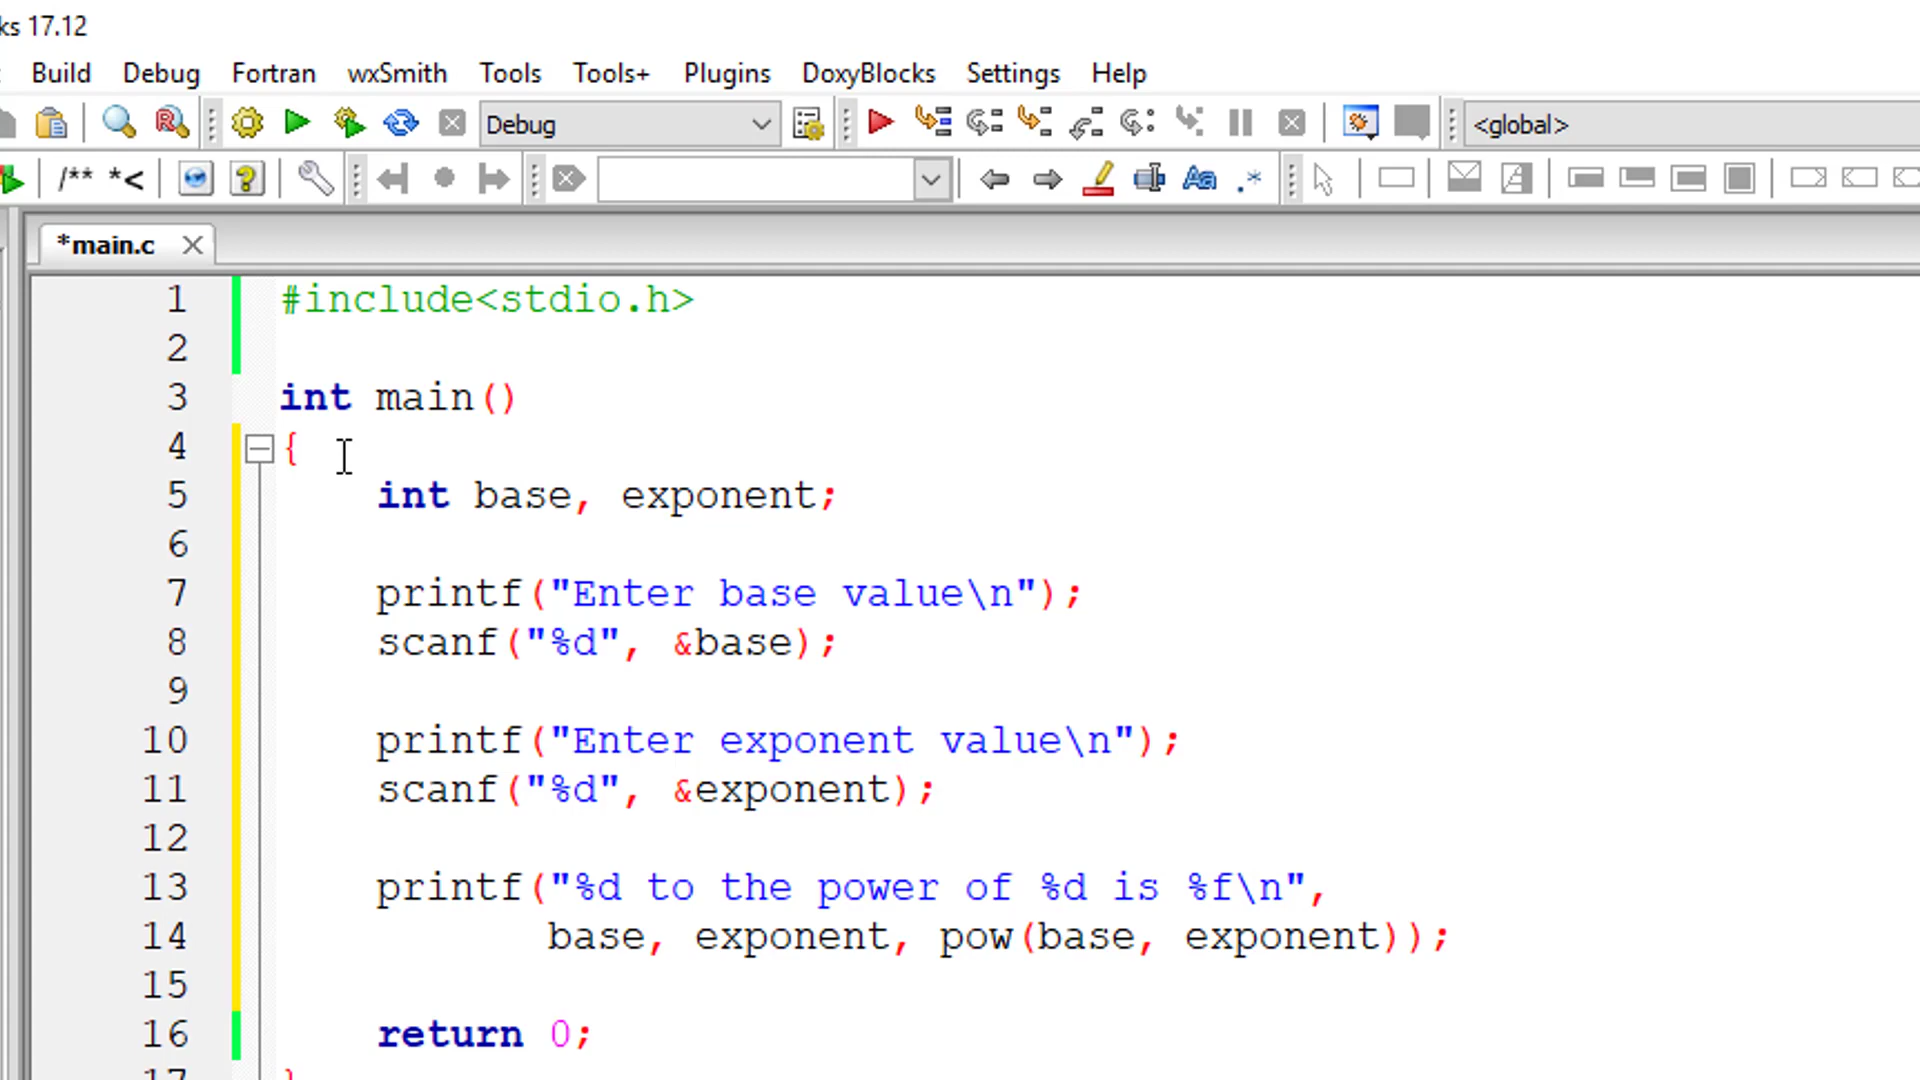 ks 17.12
Build Debug Fortran wxSmith Tools Tools+ Plugins DoxyBlocks Settings Help
Debug <global>
/** *<
*main.c
1 #include<stdio.h>
2
3 int main()
4 {
5 int base, exponent;
6
7 printf("Enter base value\n");
8 scanf("%d", &base);
9
10 printf("Enter exponent value\n");
11 scanf("%d", &exponent);
12
13 printf("%d to the power of %d is %f\n",
14 base, exponent, pow(base, exponent));
15
16 return 0;
17 }